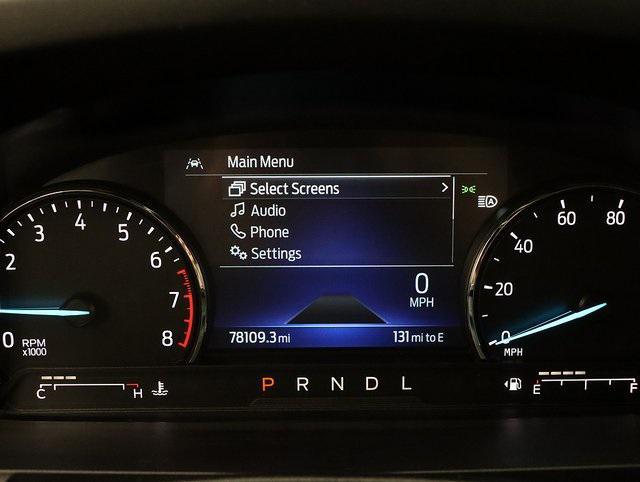 Main Menu
Select Screens
Audio
Phone
Settings
0
MPH
78109.3 mi
131 mi to E
0 2 3 4 5 6 7 8
RPM
x1000
0 20 40 60 80
MPH
C H
P R N D L
E F